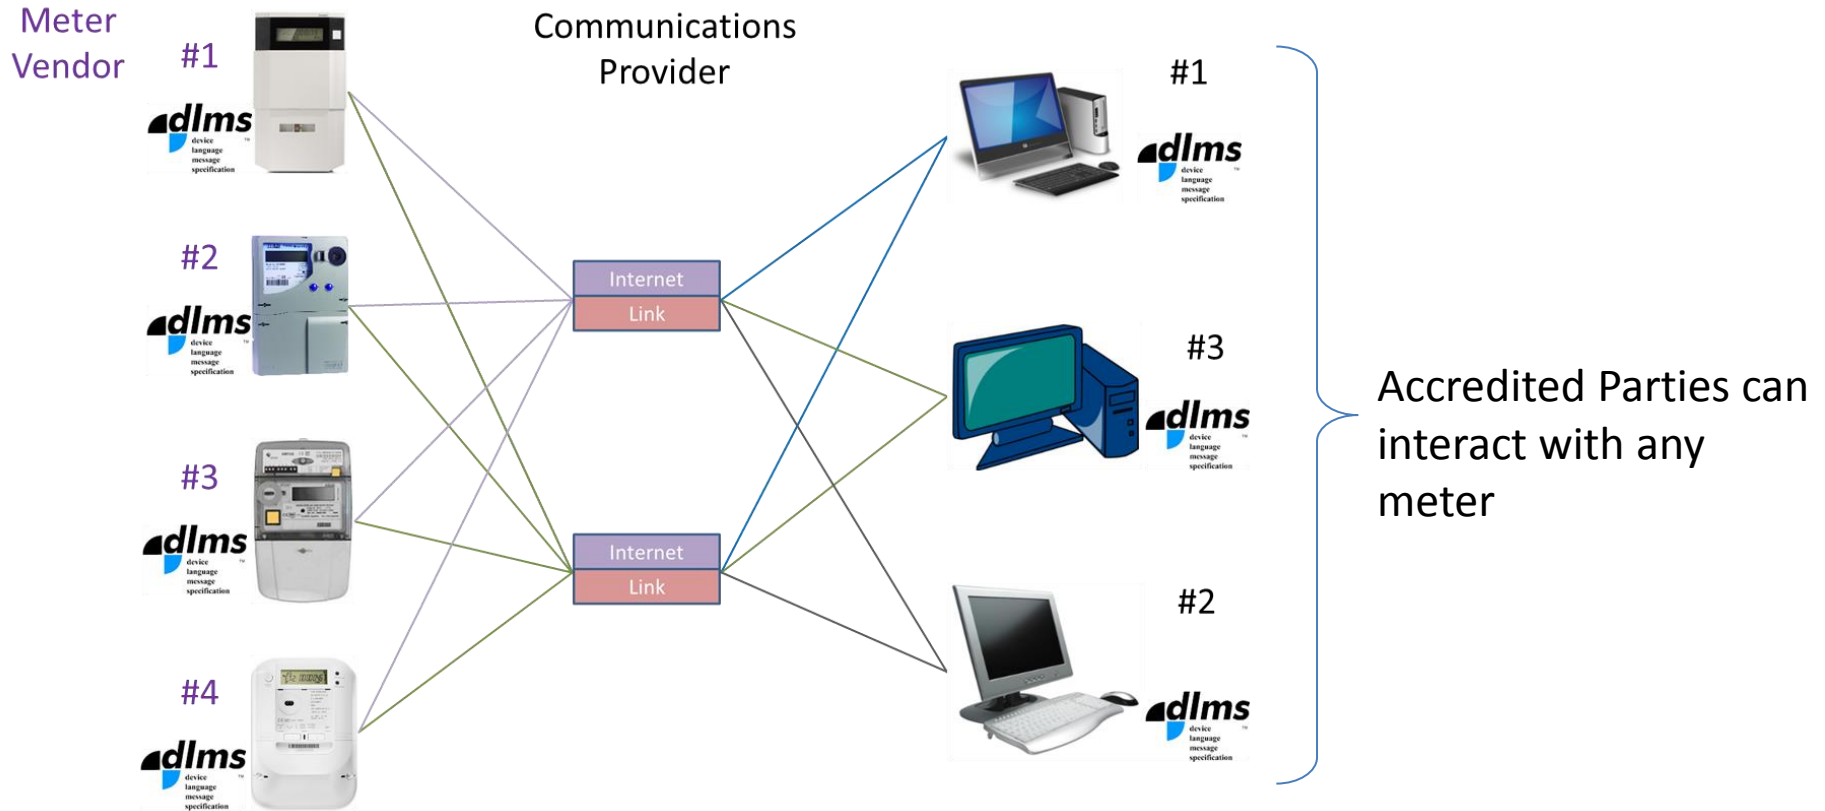 Meter
Vendor
#1
dlms
device
language
message
specification
#2
dlms
device
language
message
specification
#3
dlms
device
language
message
specification
#4
dlms
device
language
message
specification
Communications
Provider
Internet
Link
Internet
Link
#1
dlms
device
language
message
specification
#3
dlms
device
language
message
specification
#2
dlms
device
language
message
specification
Accredited Parties can
interact with any
meter